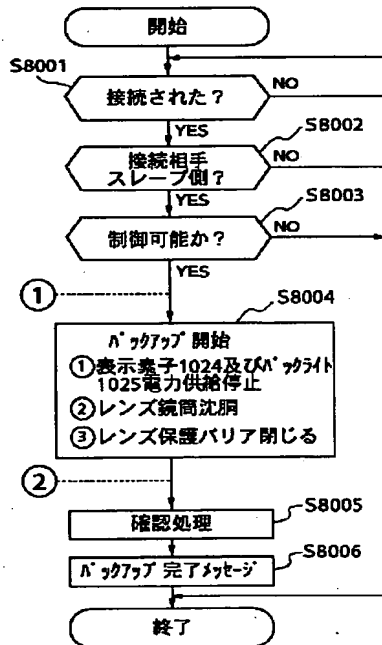 開始
S8001
接続された？
NO
YES
S8002
接続相手
スレーブ側？
NO
YES
S8003
制御可能か？
NO
YES
①
S8004
バックアップ 開始
①表示素子1024及びバックライト
1025電力供給停止
②レンズ鏡筒沈胴
③レンズ保護バリア閉じる
②
S8005
確認処理
S8006
バックアップ 完了メッセージ
終了